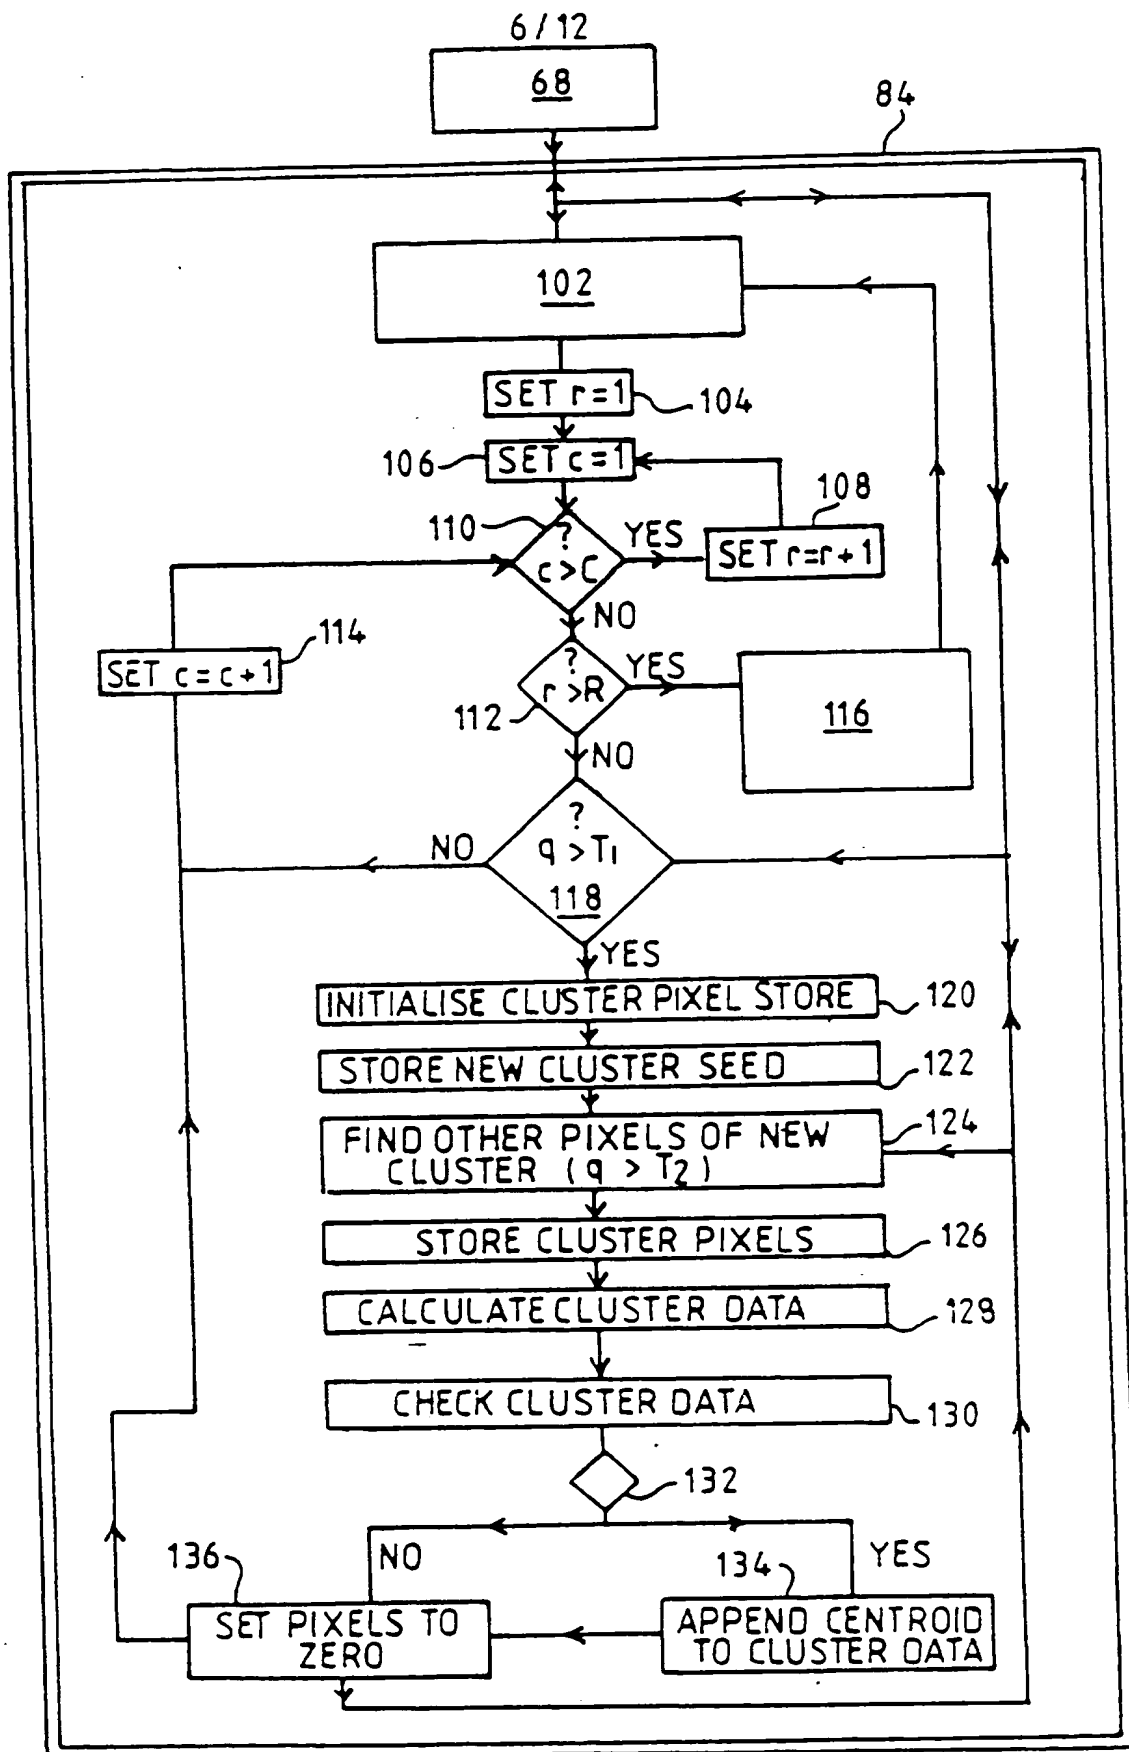 6/12
68
84
102
SET r=1
104
106
SET c=1
108
110
?
c>C
YES
SET r=r+1
NO
114
SET c=c+1
?
r>R
YES
112
116
NO
?
q>T1
118
NO
YES
INITIALISE CLUSTER PIXEL STORE
120
STORE NEW CLUSTER SEED
122
FIND OTHER PIXELS OF NEW
CLUSTER (q > T2)
124
STORE CLUSTER PIXELS
126
CALCULATE CLUSTER DATA
128
CHECK CLUSTER DATA
130
132
136
NO
134
YES
SET PIXELS TO
ZERO
APPEND CENTROID
TO CLUSTER DATA